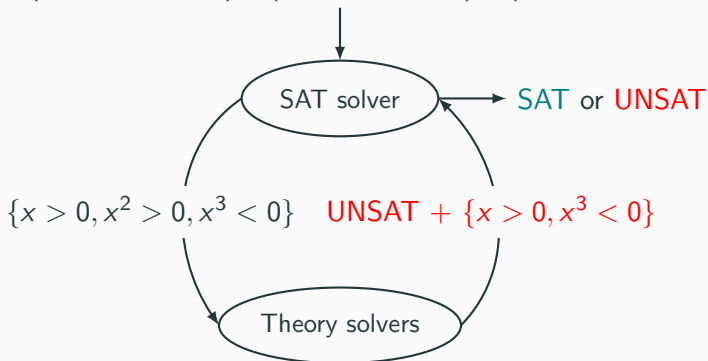 SAT solver
SAT or UNSAT
{x > 0, x² > 0, x³ < 0} UNSAT + {x > 0, x³ < 0}
Theory solvers